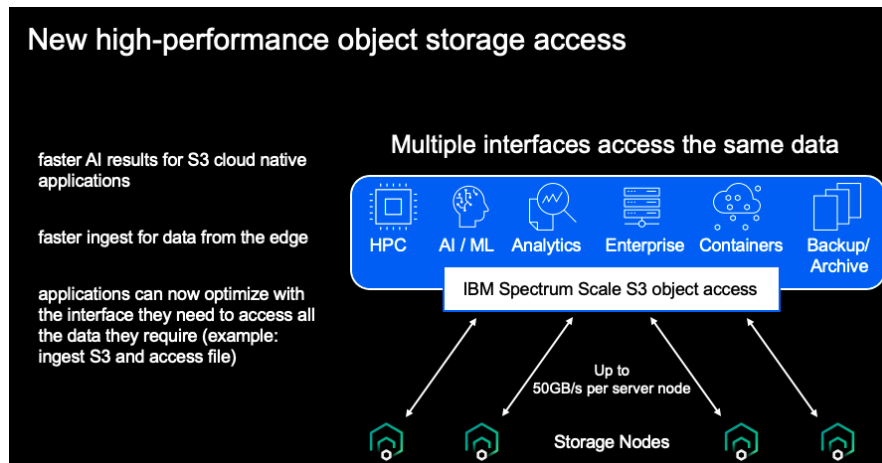 New high-performance object storage access
faster AI results for S3 cloud native
applications
faster ingest for data from the edge
applications can now optimize with
the interface they need to access all
the data they require (example:
ingest S3 and access file)
Multiple interfaces access the same data
HPC
AI / ML
Analytics
Enterprise
Containers
Backup/
Archive
IBM Spectrum Scale S3 object access
Up to
50GB/s per server node
Storage Nodes